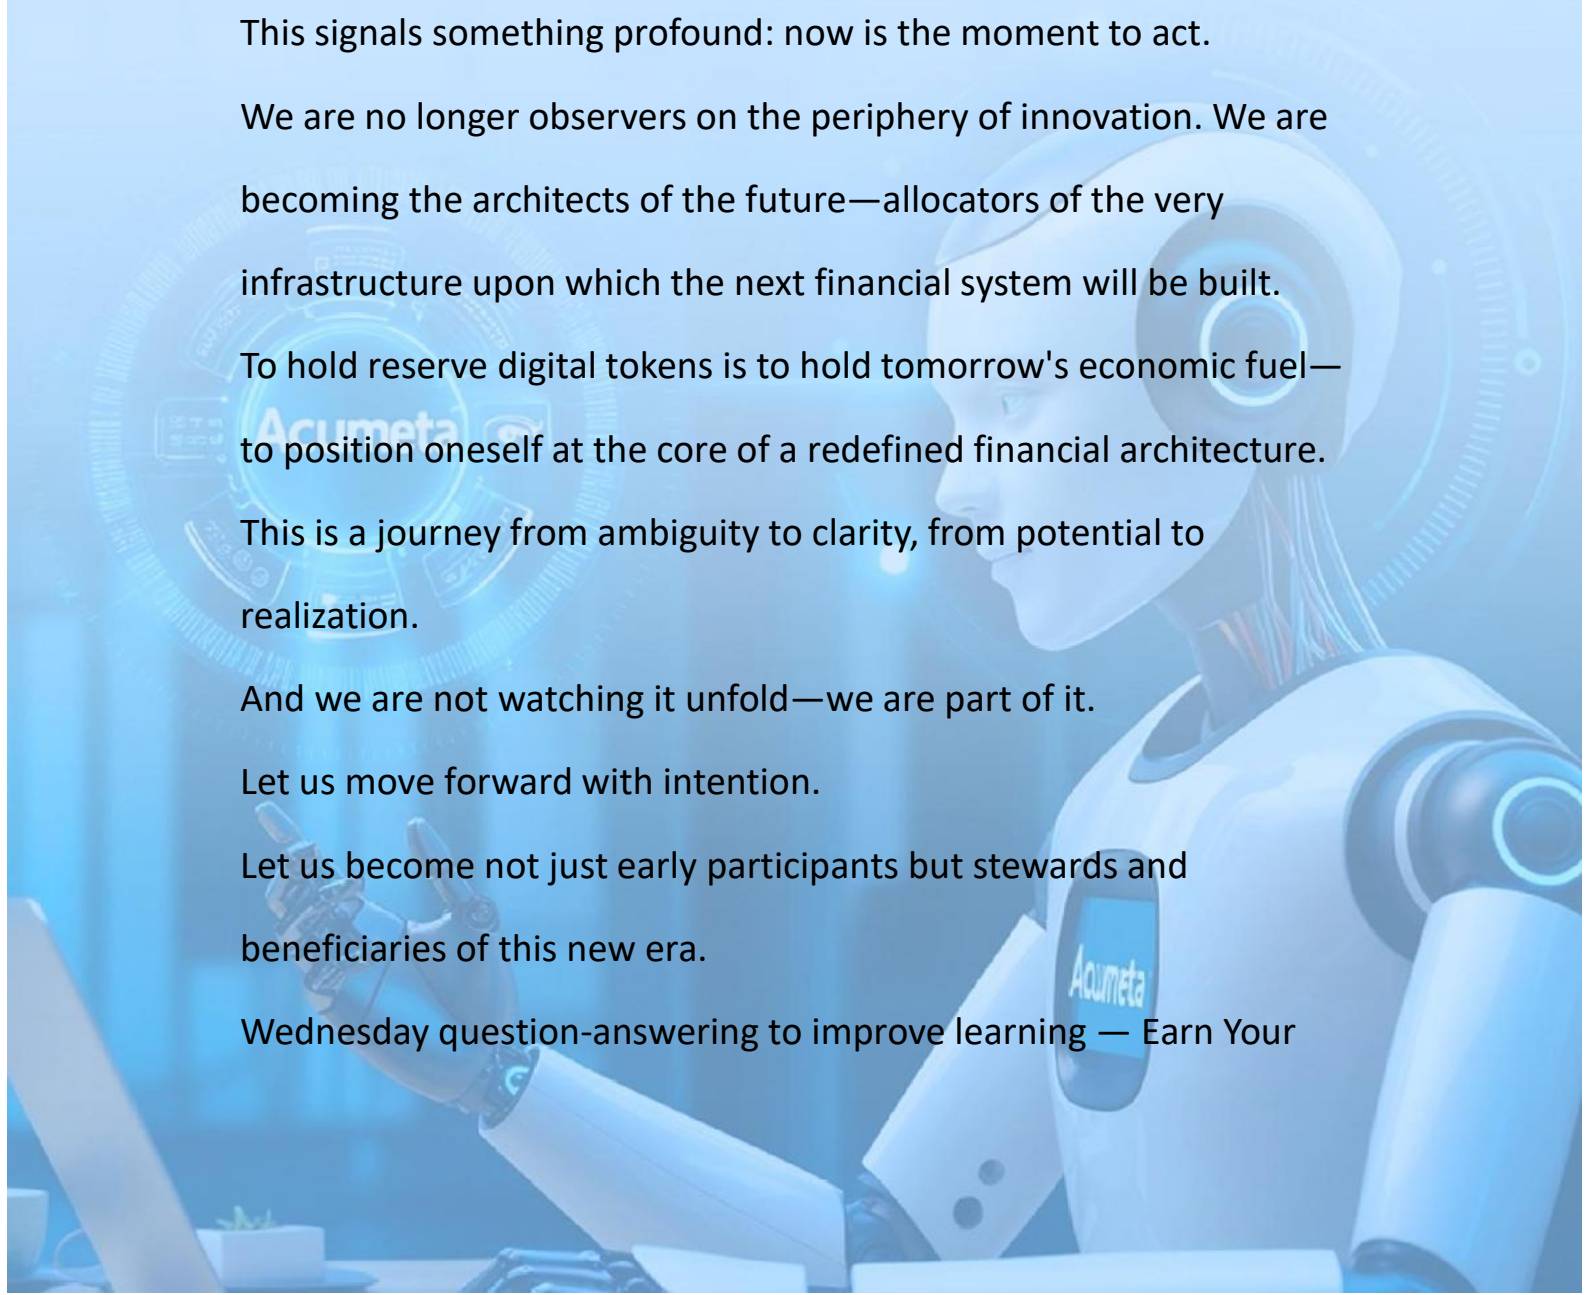 This signals something profound: now is the moment to act.
We are no longer observers on the periphery of innovation. We are
becoming the architects of the future—allocators of the very
infrastructure upon which the next financial system will be built.
To hold reserve digital tokens is to hold tomorrow's economic fuel—
Acumeta
to position oneself at the core of a redefined financial architecture.
This is a journey from ambiguity to clarity, from potential to
realization.
And we are not watching it unfold—we are part of it.
Let us move forward with intention.
Let us become not just early participants but stewards and
beneficiaries of this new era.
Acumeta
Wednesday question-answering to improve learning — Earn Your